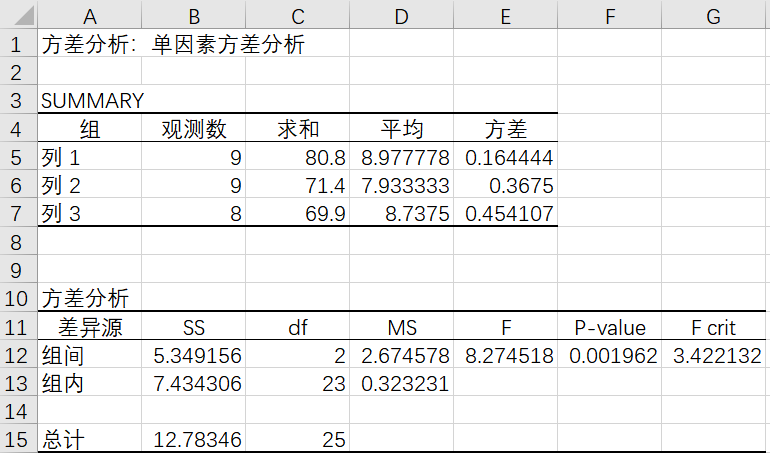 A B C D E F G
1 方差分析：单因素方差分析
2
3 SUMMARY
4 组 观测数 求和 平均 方差
5 列 1 9 80.8 8.977778 0.164444
6 列 2 9 71.4 7.933333 0.3675
7 列 3 8 69.9 8.7375 0.454107
8
9
10 方差分析
11 差异源 SS df MS F P-value F crit
12 组间 5.349156 2 2.674578 8.274518 0.001962 3.422132
13 组内 7.434306 23 0.323231
14
15 总计 12.78346 25